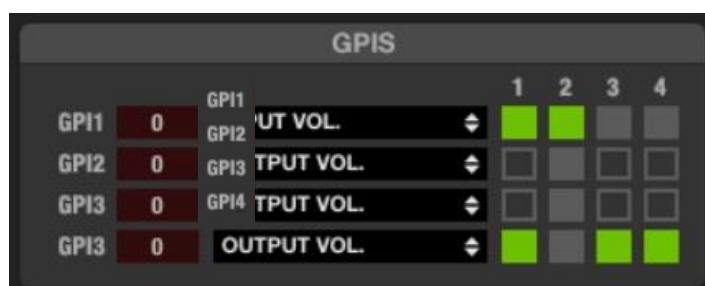 GPIS
1 2 3 4
GPI1 0 GPI1 UT VOL.
GPI2 0 GPI2 TPUT VOL.
GPI3 0 GPI3 TPUT VOL.
GPI3 0 GPI4 OUTPUT VOL.